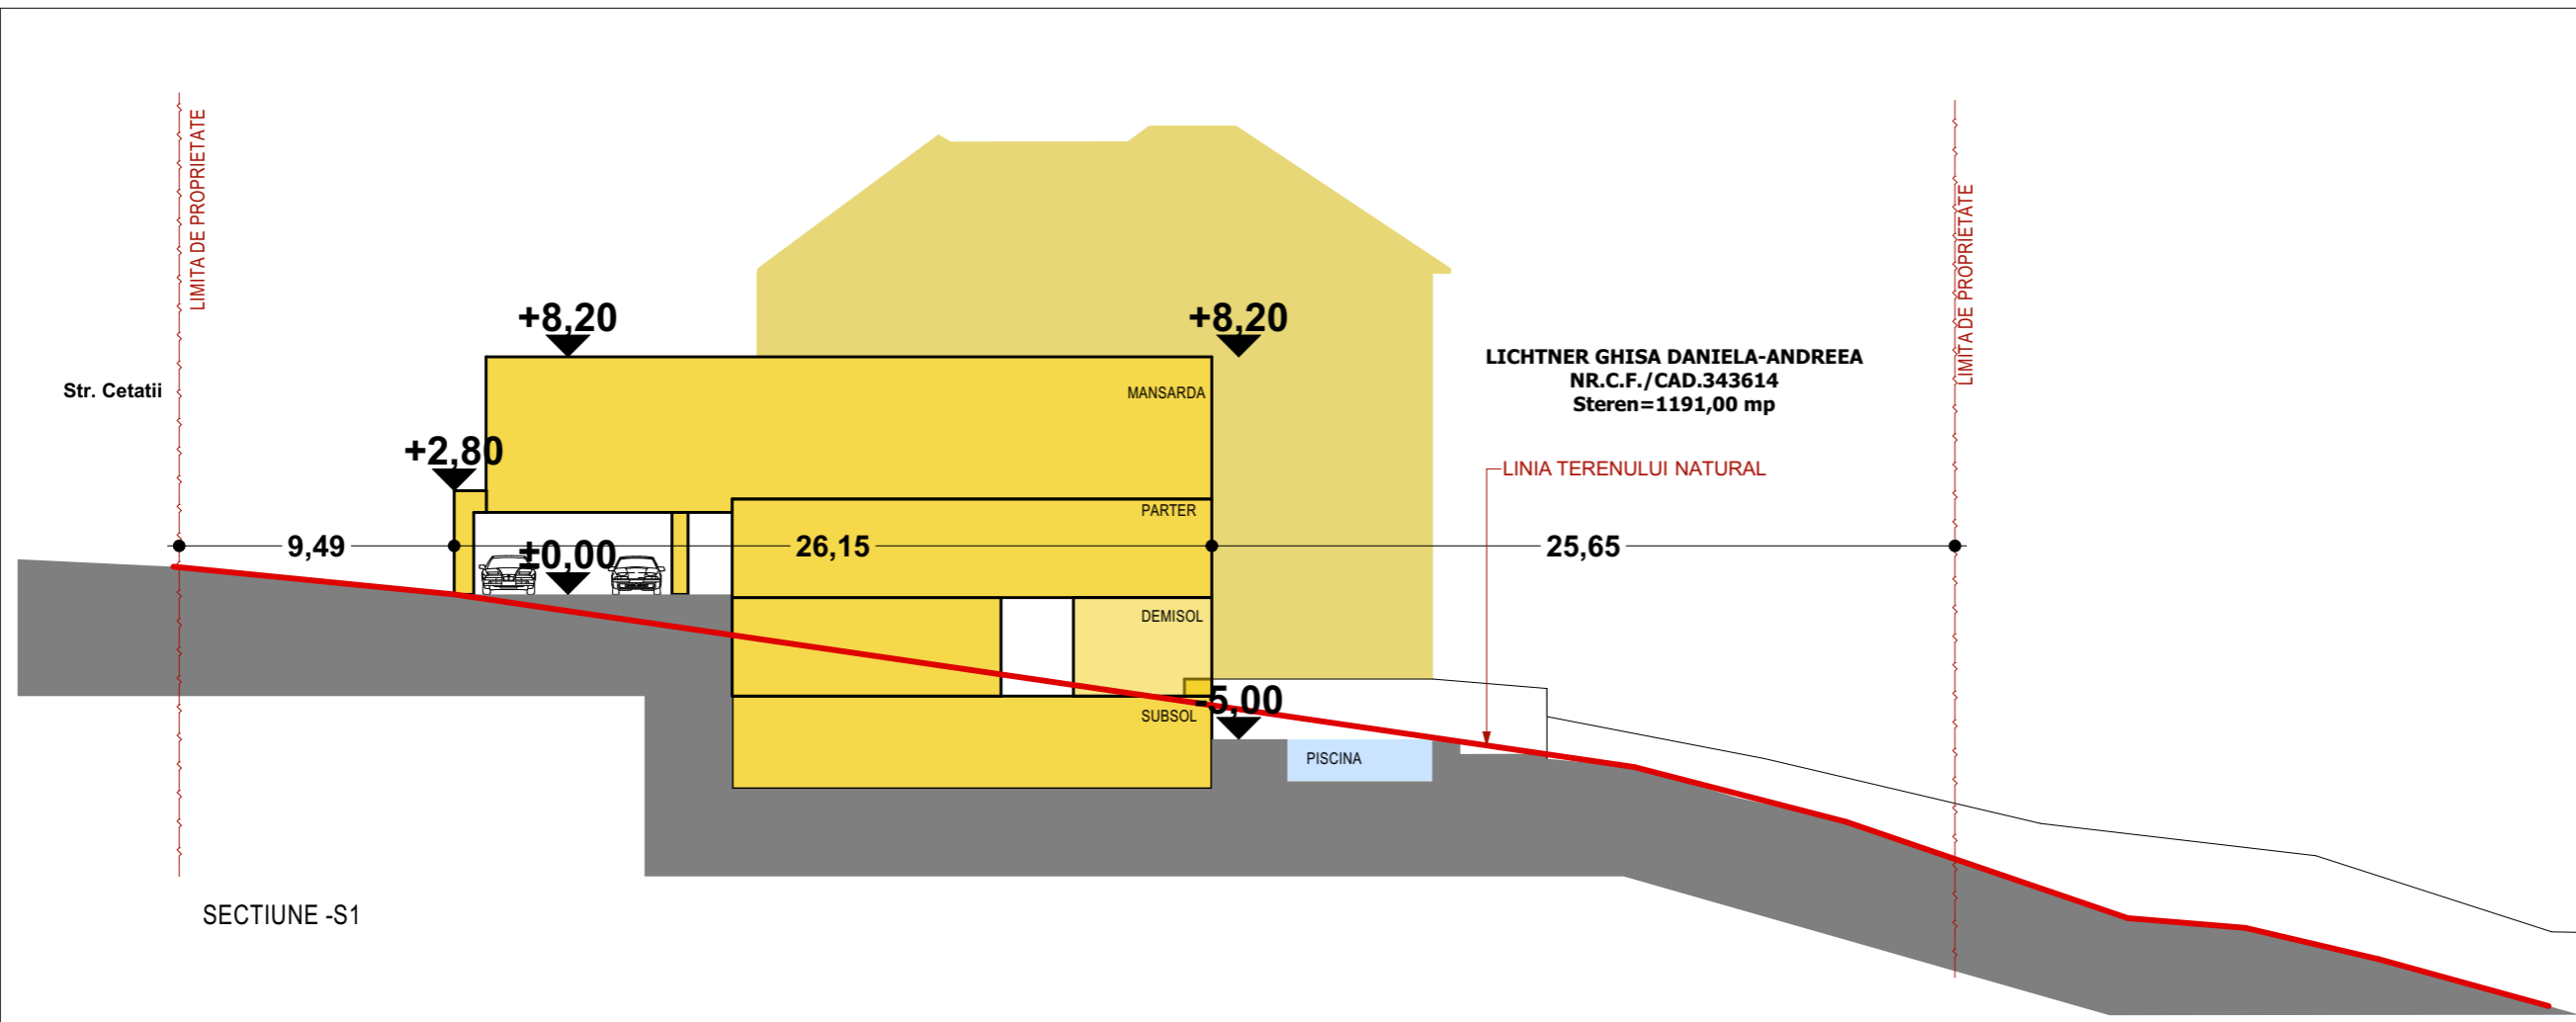 LIMITA DE PROPRIETATE
LIMITA DE PROPRIETATE
+8,20
+8,20
LICHTNER GHISA DANIELA-ANDREEA
NR.C.F./CAD.343614
Steren=1191,00 mp
Str. Cetatii
MANSARDA
+2,80
LINIA TERENULUI NATURAL
PARTER
9,49
±0,00
26,15
25,65
DEMISOL
-5,00
SUBSOL
PISCINA
SECTIUNE -S1